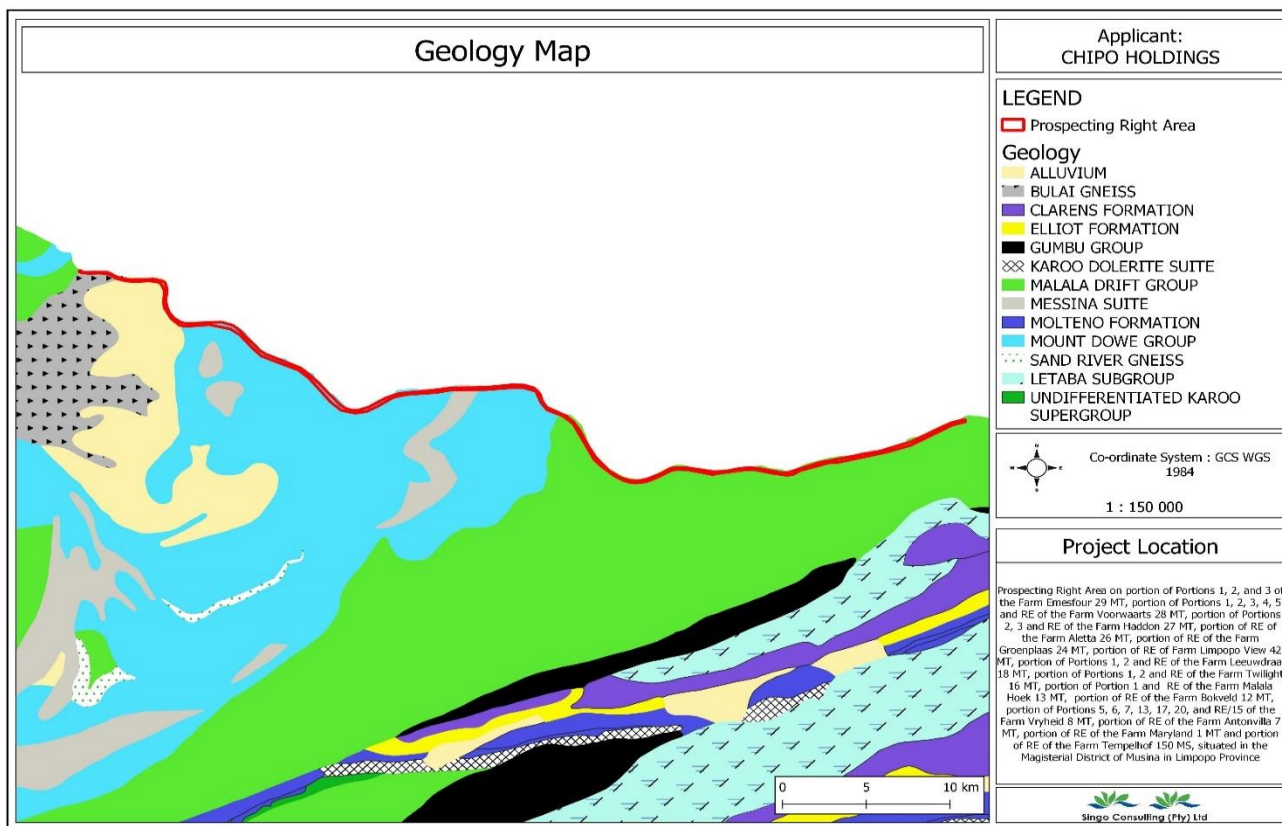 Geology Map
Applicant:
CHIPO HOLDINGS
LEGEND
Prospecting Right Area
Geology
ALLUVIUM
BULAI GNEISS
CLARENS FORMATION
ELLIOT FORMATION
GUMBU GROUP
KAROO DOLERITE SUITE
MALALA DRIFT GROUP
MESSINA SUITE
MOLTENO FORMATION
MOUNT DOWE GROUP
SAND RIVER GNEISS
LETABA SUBGROUP
UNDIFFERENTIATED KAROO
SUPERGROUP
N
W E
S
Co-ordinate System : GCS WGS
1984
1 : 150 000
Project Location
Prospecting Right Area on portion of Portions 1, 2, and 3 of
the Farm Emesfour 29 MT, portion of Portions 1, 2, 3, 4, 5
and RE of the Farm Voorwaarts 28 MT, portion of Portions
2, 3 and RE of the Farm Haddon 27 MT, portion of RE of
the Farm Aletta 26 MT, portion of RE of the Farm
Groenplaas 24 MT, portion of RE of Farm Limpopo View 42
MT, portion of Portions 1, 2 and RE of the Farm Leeuwdraai
18 MT, portion of Portions 1, 2 and RE of the Farm Twilight
16 MT, portion of Portion 1 and RE of the Farm Malala
Hoek 13 MT, portion of RE of the Farm Bokveld 12 MT,
portion of Portions 5, 6, 7, 13, 17, 20, and RE/15 of the
Farm Vryheid 8 MT, portion of RE of the Farm Antonvilla 7
MT, portion of RE of the Farm Maryland 1 MT and portion
of RE of the Farm Tempelhof 150 MS, situated in the
Magisterial District of Musina in Limpopo Province
0 5 10 km
Singo Consulting (Pty) Ltd